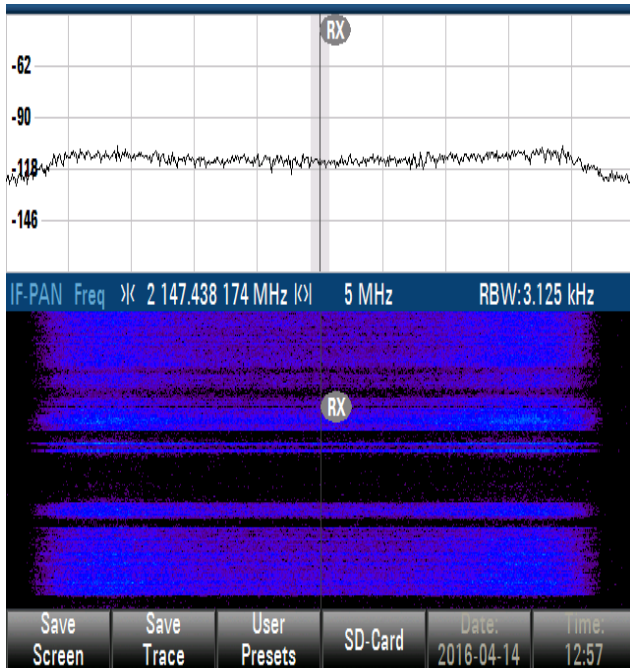 RX
-62
-90
-118
-146
IF-PAN Freq >|< 2 147.438 174 MHz |<>| 5 MHz RBW:3.125 kHz
RX
Save Screen
Save Trace
User Presets
SD-Card
Date: 2016-04-14
Time: 12:57